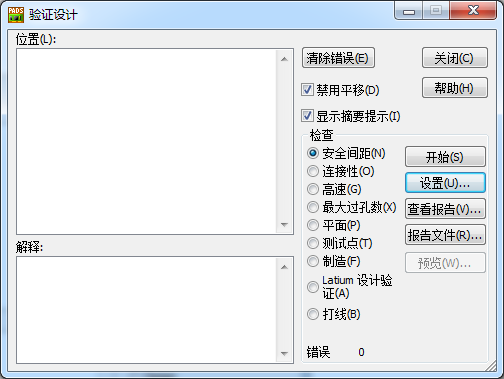 PADS
验证设计
位置(L):
清除错误(E)
关闭(C)
禁用平移(D)
帮助(H)
显示摘要提示(I)
检查
安全间距(N)
开始(S)
连接性(O)
高速(G)
设置(U)...
最大过孔数(X)
查看报告(V)...
平面(P)
报告文件(R)...
测试点(T)
解释:
制造(F)
预览(W)...
Latium 设计验
证(A)
打线(B)
错误 0